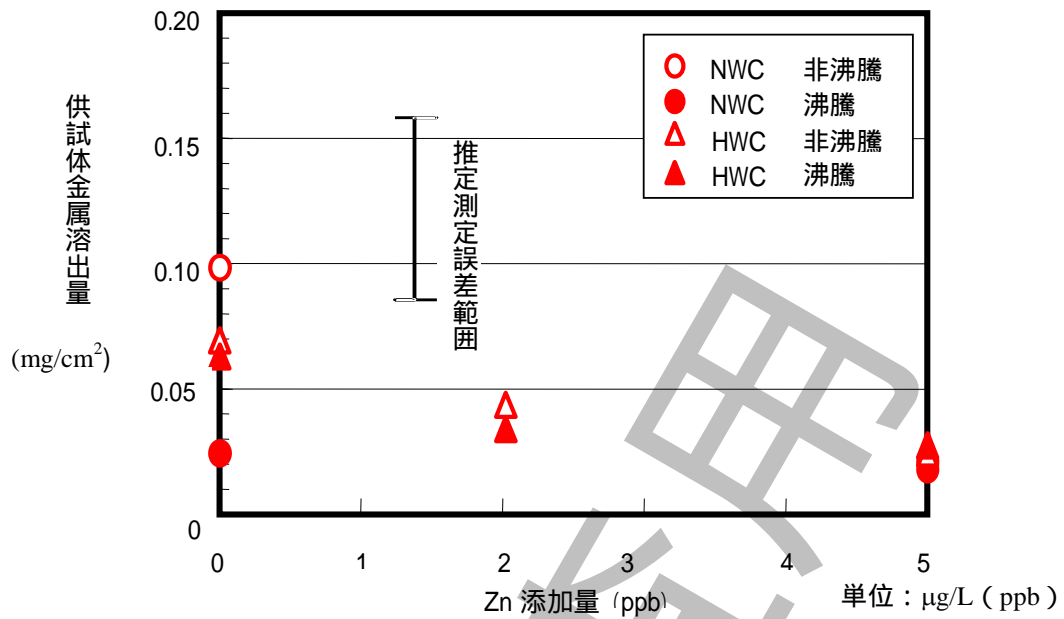 0.20
0.15
0.10
0.05
0
供試体金属溶出量
(mg/cm²)
NWC 非沸騰
NWC 沸騰
HWC 非沸騰
HWC 沸騰
推定測定誤差範囲
0 1 2 3 4 5
Zn 添加量 (ppb)
単位:μg/L ( ppb )